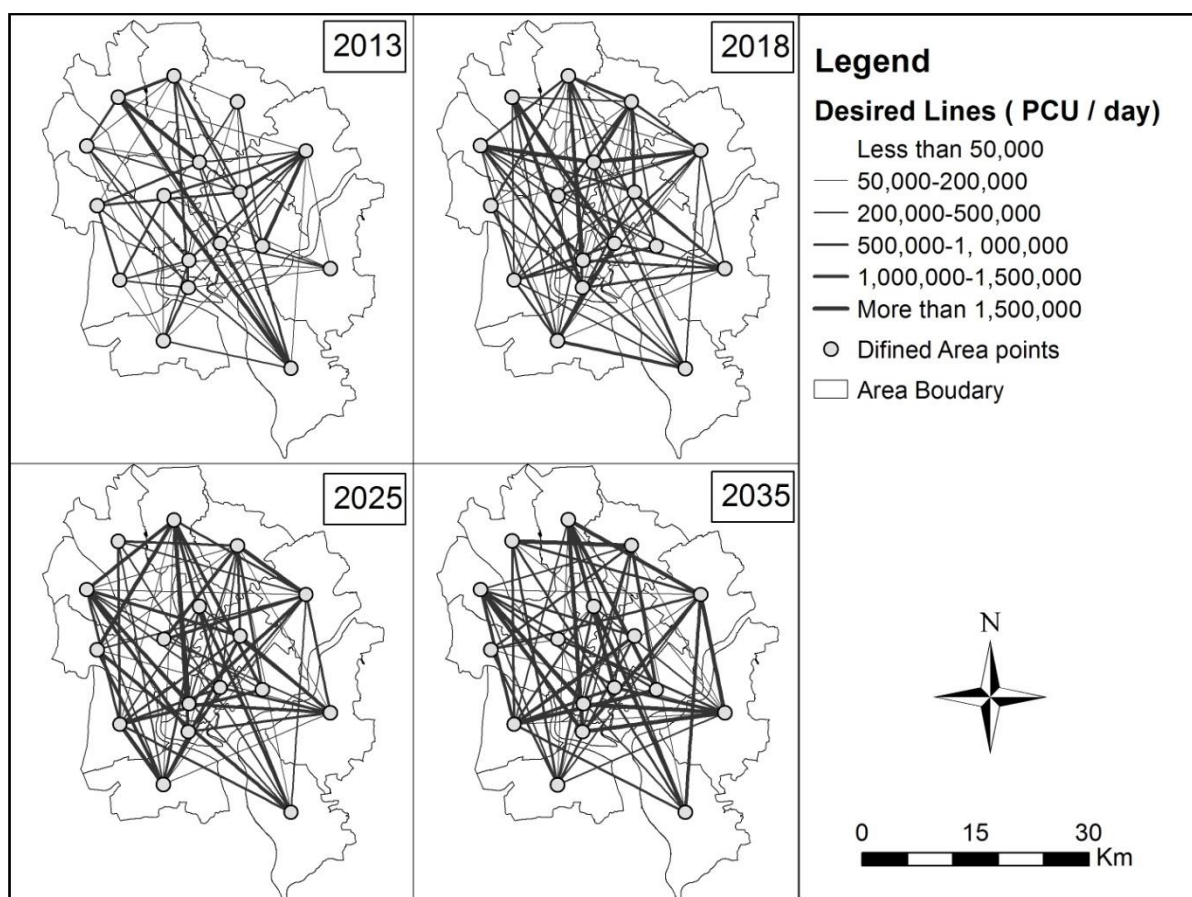 2013
2018
2025
2035
Legend
Desired Lines ( PCU / day)
Less than 50,000
50,000-200,000
200,000-500,000
500,000-1, 000,000
1,000,000-1,500,000
More than 1,500,000
Difined Area points
Area Boudary
N
0 15 30
Km